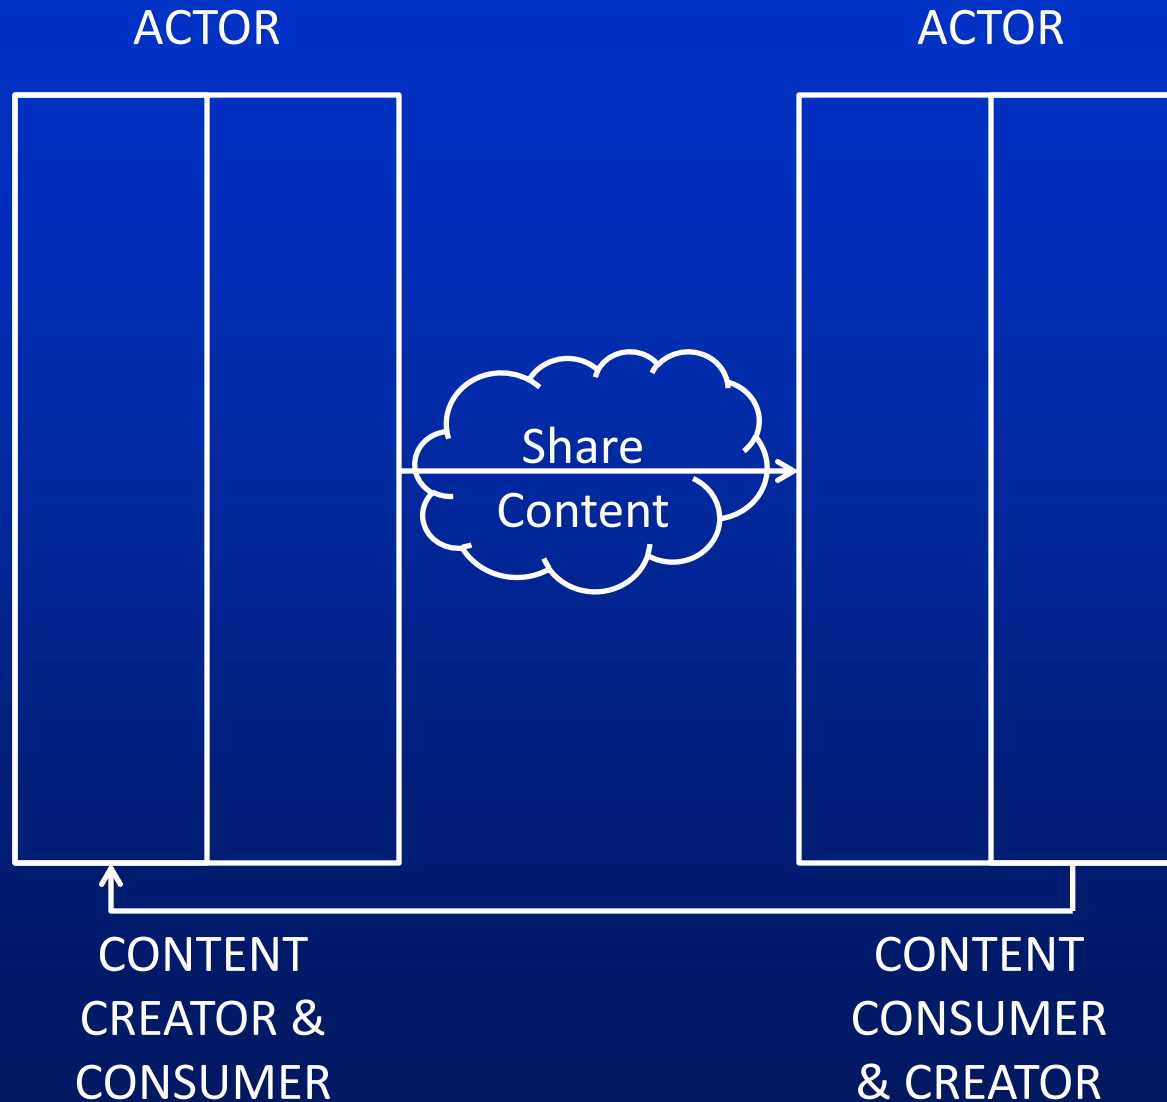 ACTOR
ACTOR
Share
Content
CONTENT
CREATOR &
CONSUMER
CONTENT
CONSUMER
& CREATOR